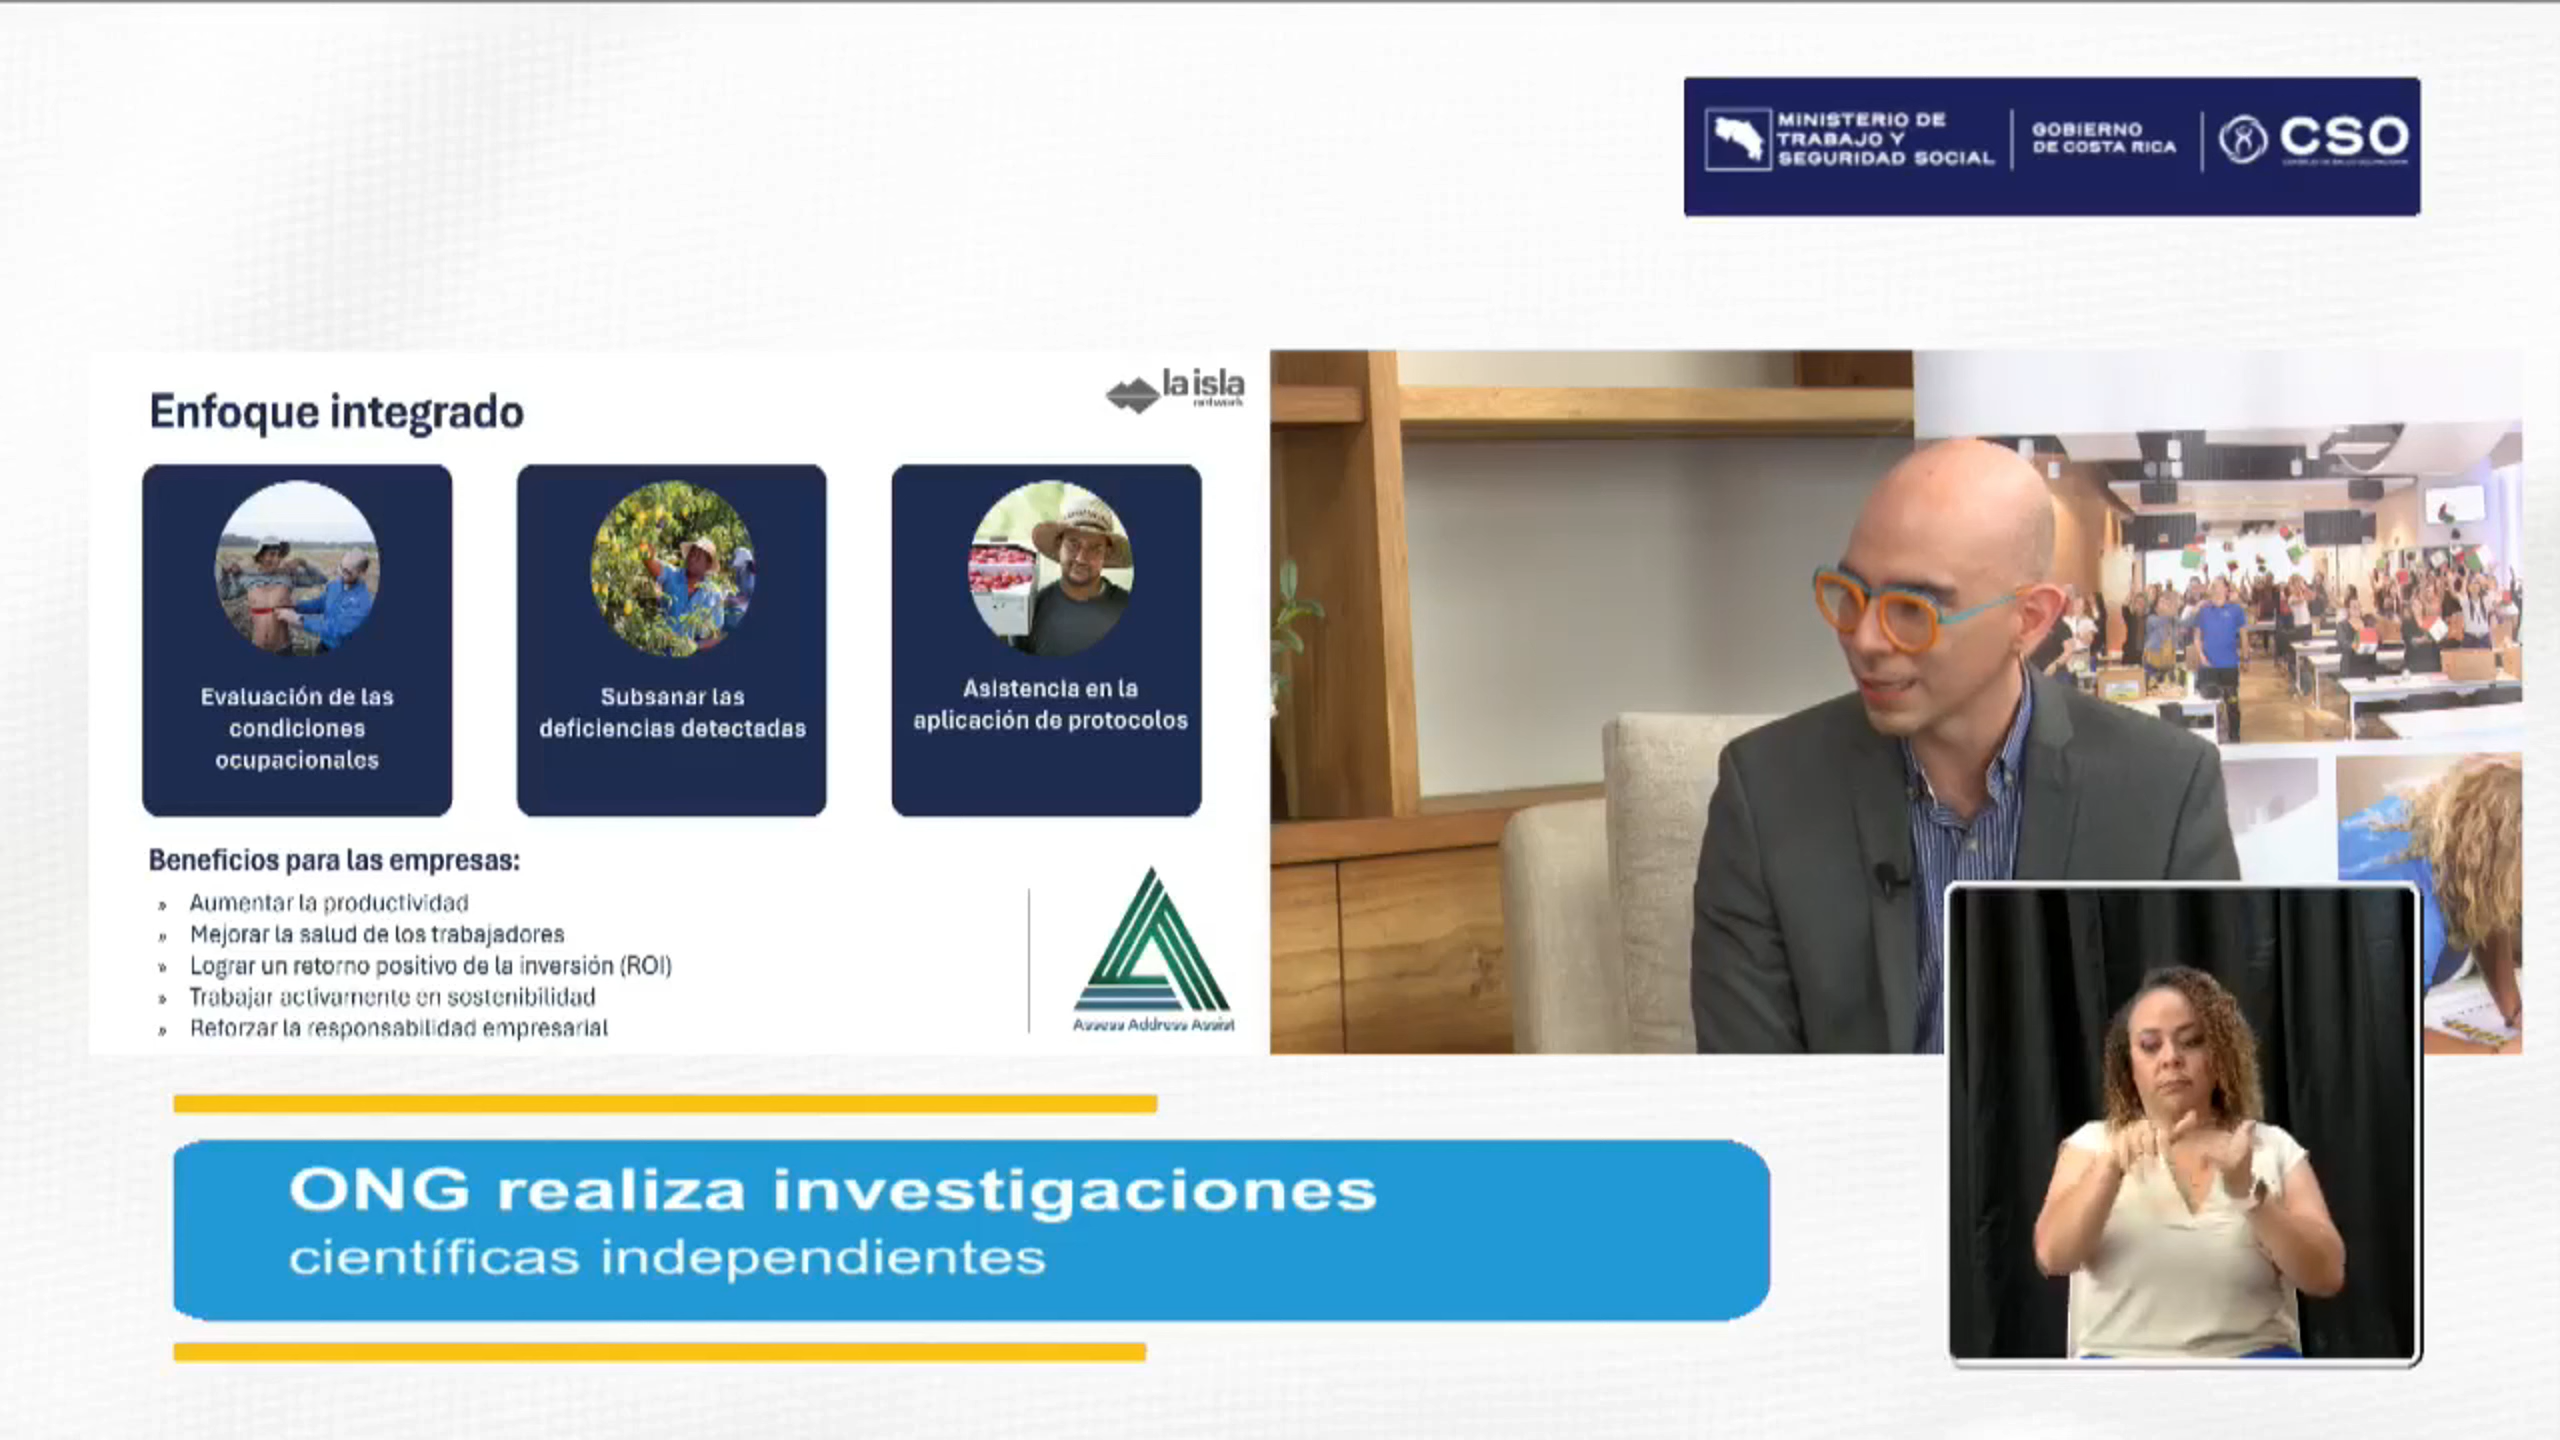 MINISTERIO DE
TRABAJO Y
SEGURIDAD SOCIAL
GOBIERNO
DE COSTA RICA
CSO
la isla
network
Enfoque integrado
Evaluación de las
condiciones
ocupacionales
Subsanar las
deficiencias detectadas
Asistencia en la
aplicación de protocolos
Beneficios para las empresas:
» Aumentar la productividad
» Mejorar la salud de los trabajadores
» Lograr un retorno positivo de la inversión (ROI)
» Trabajar activamente en sostenibilidad
» Reforzar la responsabilidad empresarial
Assess Address Assist
ONG realiza investigaciones
científicas independientes